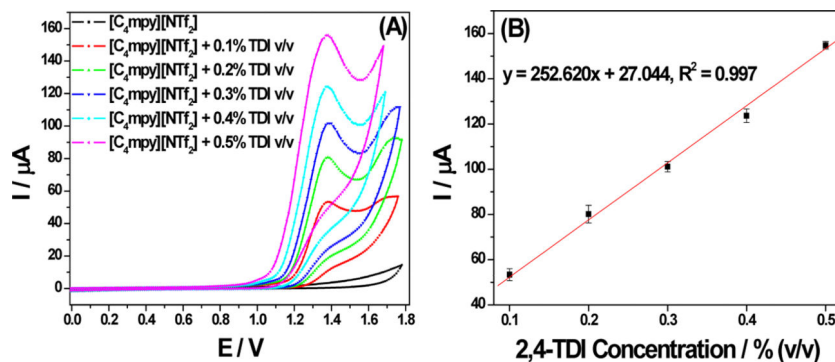 (A)
[C₄mpy][NTf₂]
[C₄mpy][NTf₂] + 0.1% TDI v/v
[C₄mpy][NTf₂] + 0.2% TDI v/v
[C₄mpy][NTf₂] + 0.3% TDI v/v
[C₄mpy][NTf₂] + 0.4% TDI v/v
[C₄mpy][NTf₂] + 0.5% TDI v/v
I / μA
160
140
120
100
80
60
40
20
0
0.0 0.2 0.4 0.6 0.8 1.0 1.2 1.4 1.6 1.8
E / V
(B)
y = 252.620x + 27.044, R² = 0.997
I / μA
160
140
120
100
80
60
40
0.1 0.2 0.3 0.4 0.5
2,4-TDI Concentration / % (v/v)